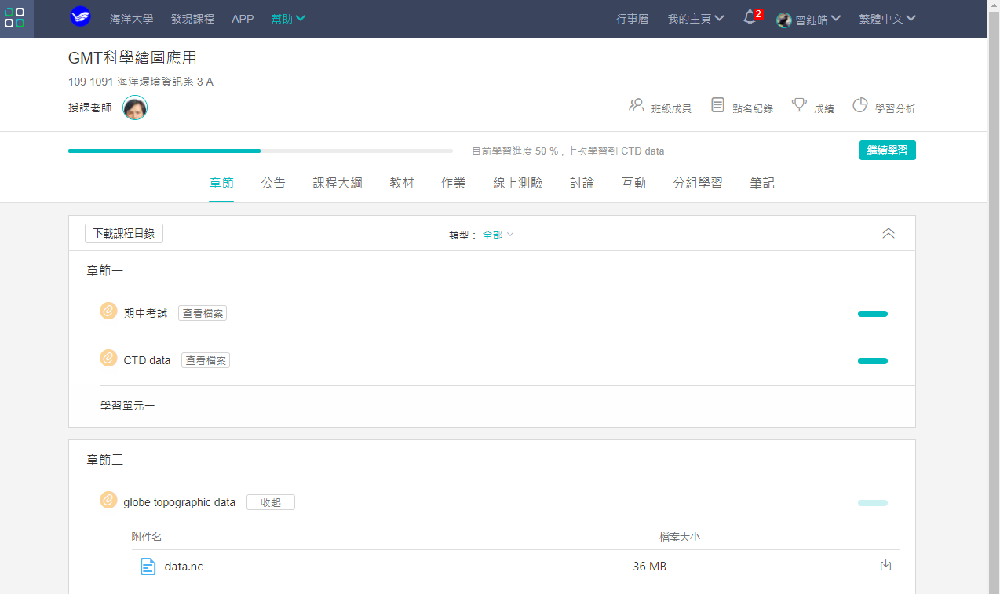 海洋大學 發現課程 APP 幫助 行事曆 我的主頁 2 曾鈺皓 繁體中文
GMT科學繪圖應用
109 1091 海洋環境資訊系 3 A
授課老師 班級成員 點名紀錄 成績 學習分析
目前學習進度 50 % , 上次學習到 CTD data 繼續學習
章節 公告 課程大綱 教材 作業 線上測驗 討論 互動 分組學習 筆記
下載課程目錄 類型： 全部
章節一
期中考試 查看檔案
CTD data 查看檔案
學習單元一
章節二
globe topographic data 收起
附件名 檔案大小
data.nc 36 MB